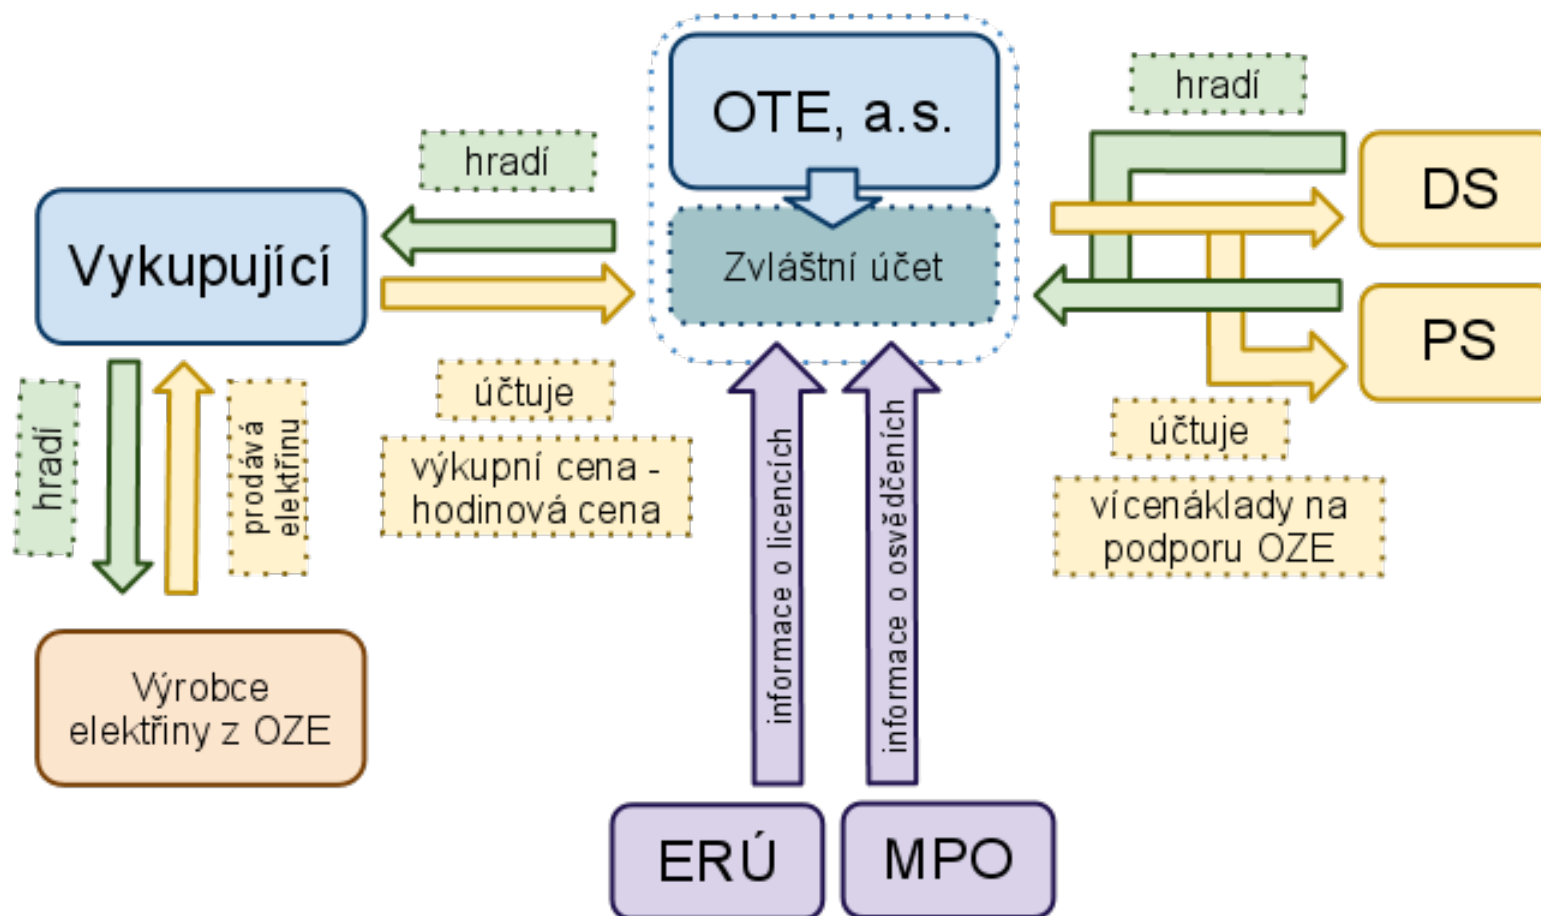 OTE, a.s.
hradí
DS
hradí
Vykupující
Zvláštní účet
PS
účtuje
výkupní cena -
hodinová cena
hradí
prodává
elektřinu
informace o licencích
informace o osvědčeních
účtuje
vícenáklady na
podporu OZE
Výrobce
elektřiny z OZE
ERÚ
MPO